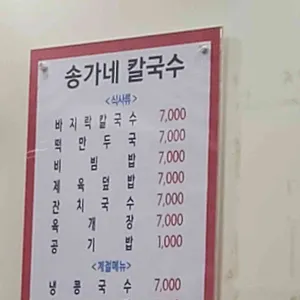 송가네 칼국수
<식사류>
바지락칼국수 7,000
떡만두국 7,000
비빔밥 7,000
제육덮밥 7,000
잔치국수 7,000
육개장 7,000
공기밥 1,000
<계절메뉴>
냉콩국수 7,000